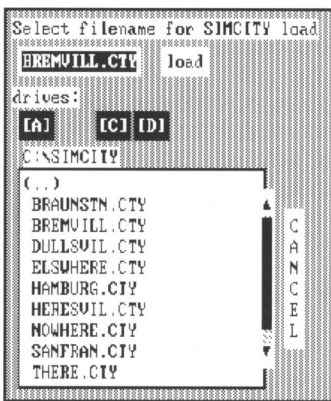 Select filename for SIMCITY load
BREMVILL.CTY load
drives:
[A] [C] [D]
C:\SIMCITY
(..)
BRAUNSTN.CTY
BREMVILL.CTY
DULLSVIL.CTY
ELSWHERE.CTY
HAMBURG.CTY
HERESVIL.CTY
NOWHERE.CTY
SANFRAN.CTY
THERE.CTY
CANCEL